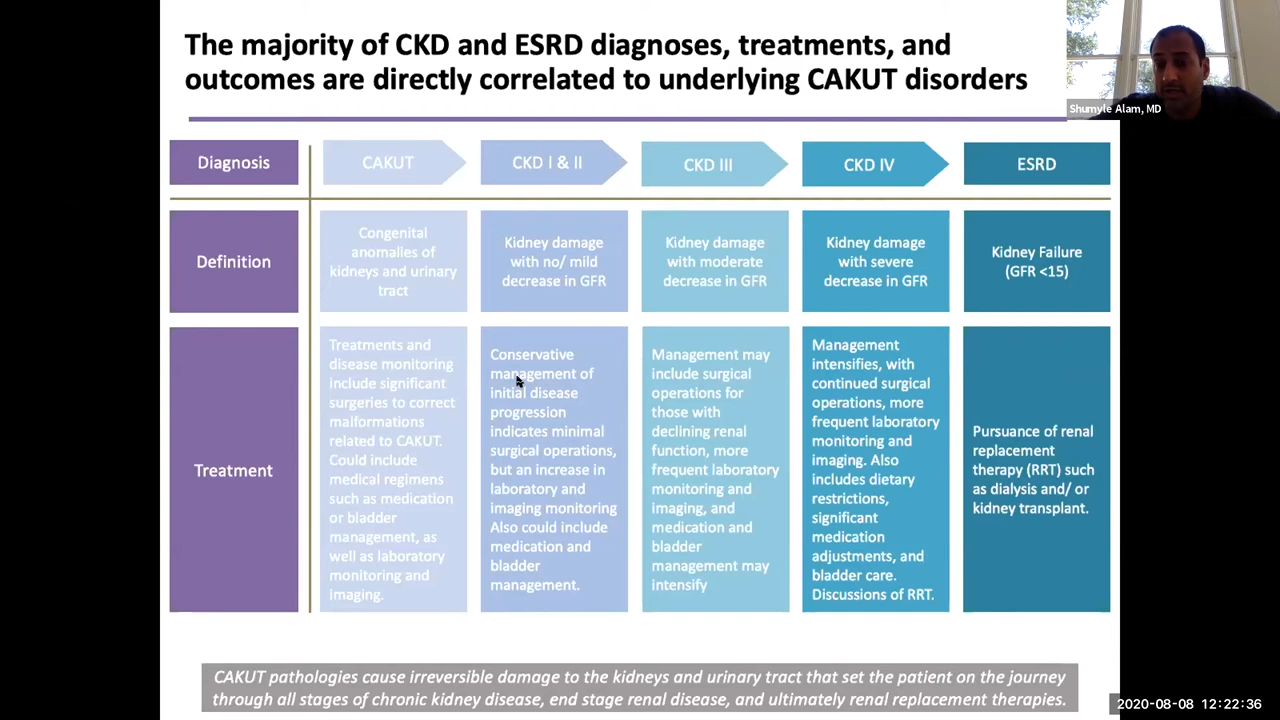 The majority of CKD and ESRD diagnoses, treatments, and
outcomes are directly correlated to underlying CAKUT disorders
Shumyle Alam, MD
Diagnosis
CAKUT
CKD I & II
CKD III
CKD IV
ESRD
Definition
Congenital
anomalies of
kidneys and urinary
tract
Kidney damage
with no/ mild
decrease in GFR
Kidney damage
with moderate
decrease in GFR
Kidney damage
with severe
decrease in GFR
Kidney Failure
(GFR <15)
Treatment
Treatments and
disease monitoring
include significant
surgeries to correct
malformations
related to CAKUT.
Could include
medical regimens
such as medication
or bladder
management, as
well as laboratory
monitoring and
imaging.
Conservative
management of
initial disease
progression
indicates minimal
surgical operations,
but an increase in
laboratory and
imaging monitoring
Also could include
medication and
bladder
management.
Management may
include surgical
operations for
those with
declining renal
function, more
frequent laboratory
monitoring and
imaging, and
medication and
bladder
management may
intensify
Management
intensifies, with
continued surgical
operations, more
frequent laboratory
monitoring and
imaging. Also
includes dietary
restrictions,
significant
medication
adjustments, and
bladder care.
Discussions of RRT.
Pursuance of renal
replacement
therapy (RRT) such
as dialysis and/ or
kidney transplant.
CAKUT pathologies cause irreversible damage to the kidneys and urinary tract that set the patient on the journey
through all stages of chronic kidney disease, end stage renal disease, and ultimately renal replacement therapies.
2020-08-08 12:22:36